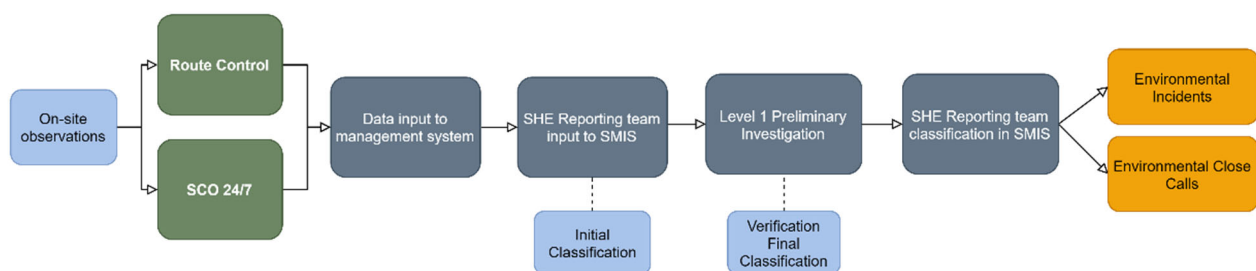 On-site
observations
Route Control
SCO 24/7
Data input to
management system
SHE Reporting team
input to SMIS
Initial
Classification
Level 1 Preliminary
Investigation
Verification
Final
Classification
SHE Reporting team
classification in SMIS
Environmental
Incidents
Environmental Close
Calls